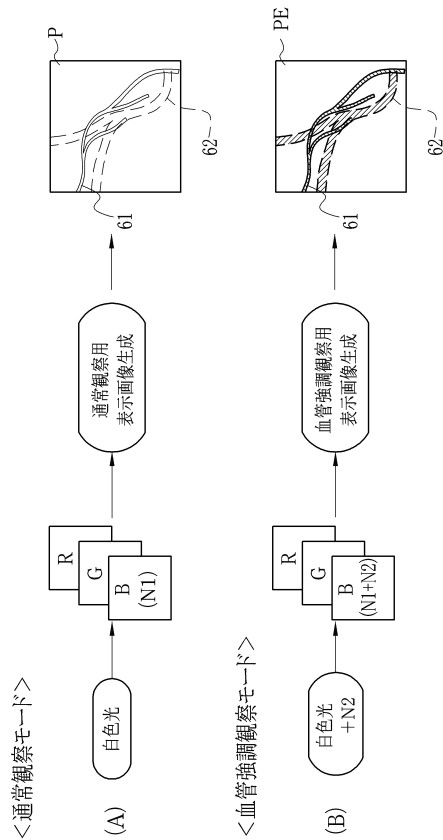 <通常観察モード>
(A)
白色光
R
G
B
(N1)
通常観察用
表示画像生成
P
61
62
<血管強調観察モード>
(B)
白色光
+N2
R
G
B
(N1+N2)
血管強調観察用
表示画像生成
PE
61
62